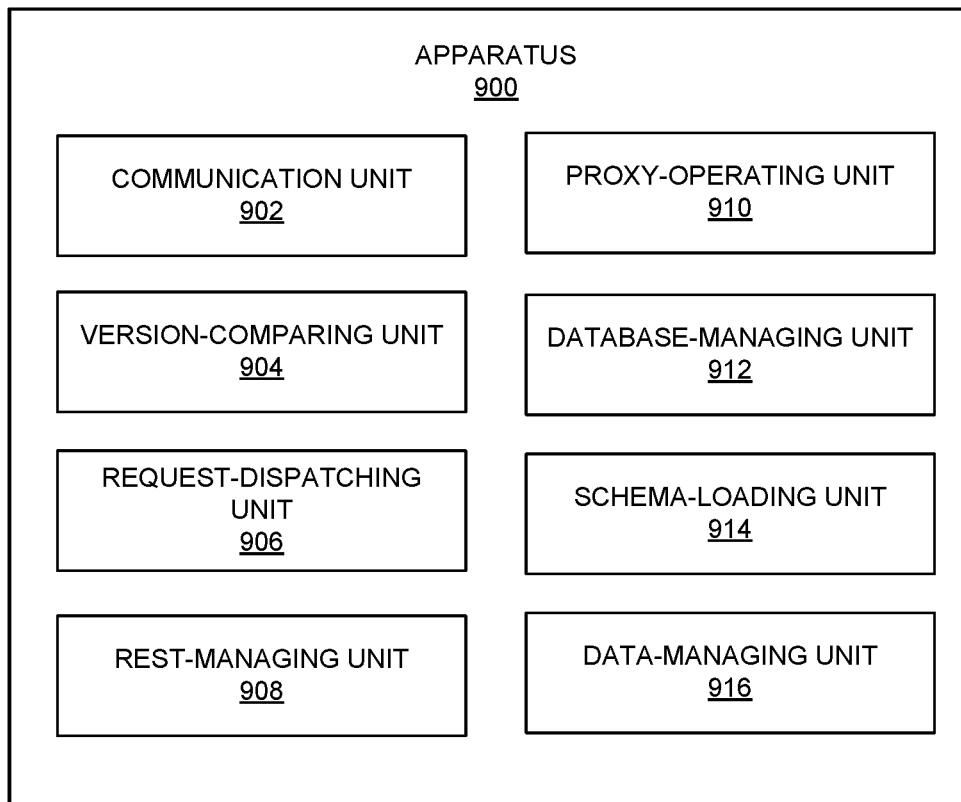 APPARATUS
900
COMMUNICATION UNIT
902
VERSION-COMPARING UNIT
904
REQUEST-DISPATCHING
UNIT
906
REST-MANAGING UNIT
908
PROXY-OPERATING UNIT
910
DATABASE-MANAGING UNIT
912
SCHEMA-LOADING UNIT
914
DATA-MANAGING UNIT
916